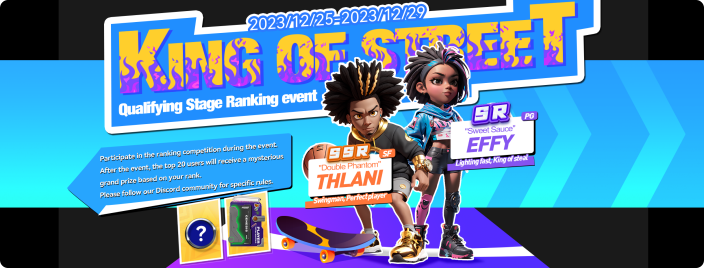 2023/12/25-2023/12/29
KING OF STREET
Qualifying Stage Ranking event
Participate in the ranking competition during the event.
After the event, the top 20 users will receive a mysterious
grand prize based on your rank.
Please follow our Discord community for specific rules.
SSR SF
"Double Phantom"
THLANI
Swingman, Perfect player
SR PG
"Sweet Sauce"
EFFY
Lighting fast, King of steal
?